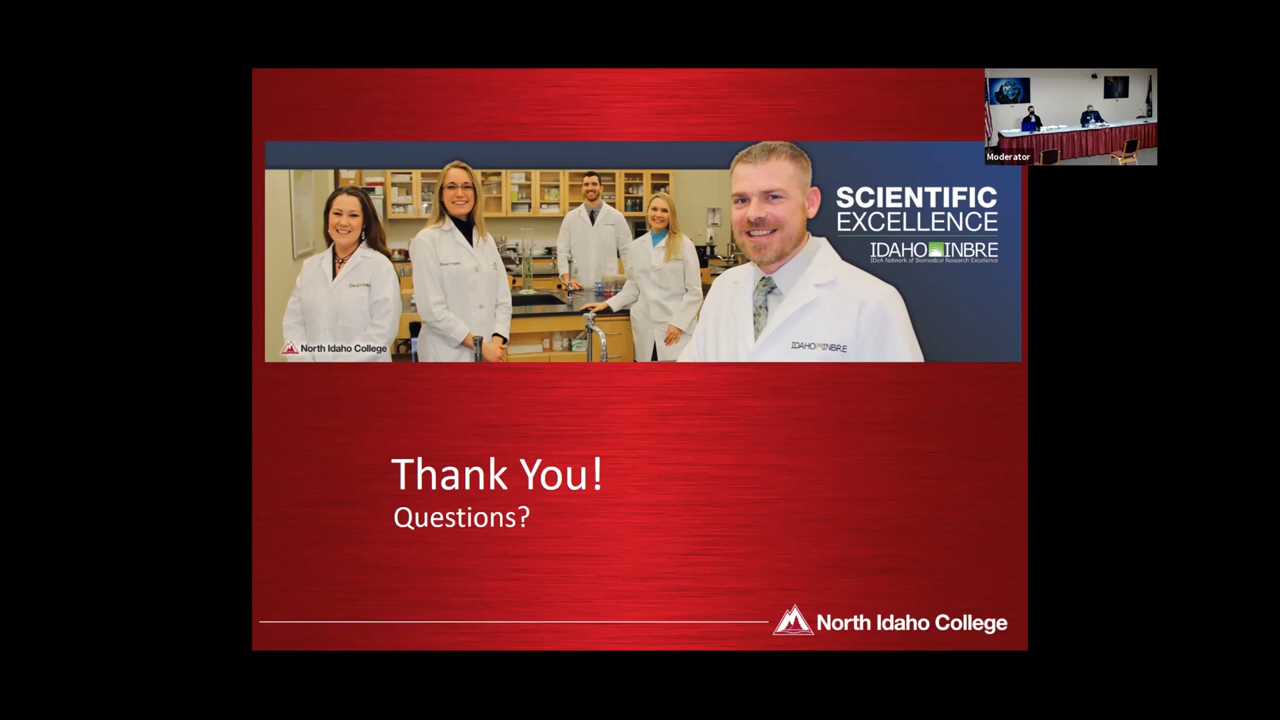 Moderator
SCIENTIFIC
EXCELLENCE
IDAHO INBRE
IDeA Network of Biomedical Research Excellence
IDAHO INBRE
North Idaho College
Thank You!
Questions?
North Idaho College